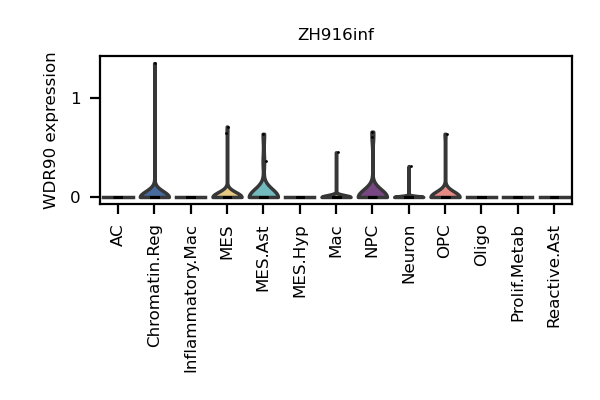 ZH916inf
WDR90 expression
1
0
AC
Chromatin.Reg
Inflammatory.Mac
MES
MES.Ast
MES.Hyp
Mac
NPC
Neuron
OPC
Oligo
Prolif.Metab
Reactive.Ast